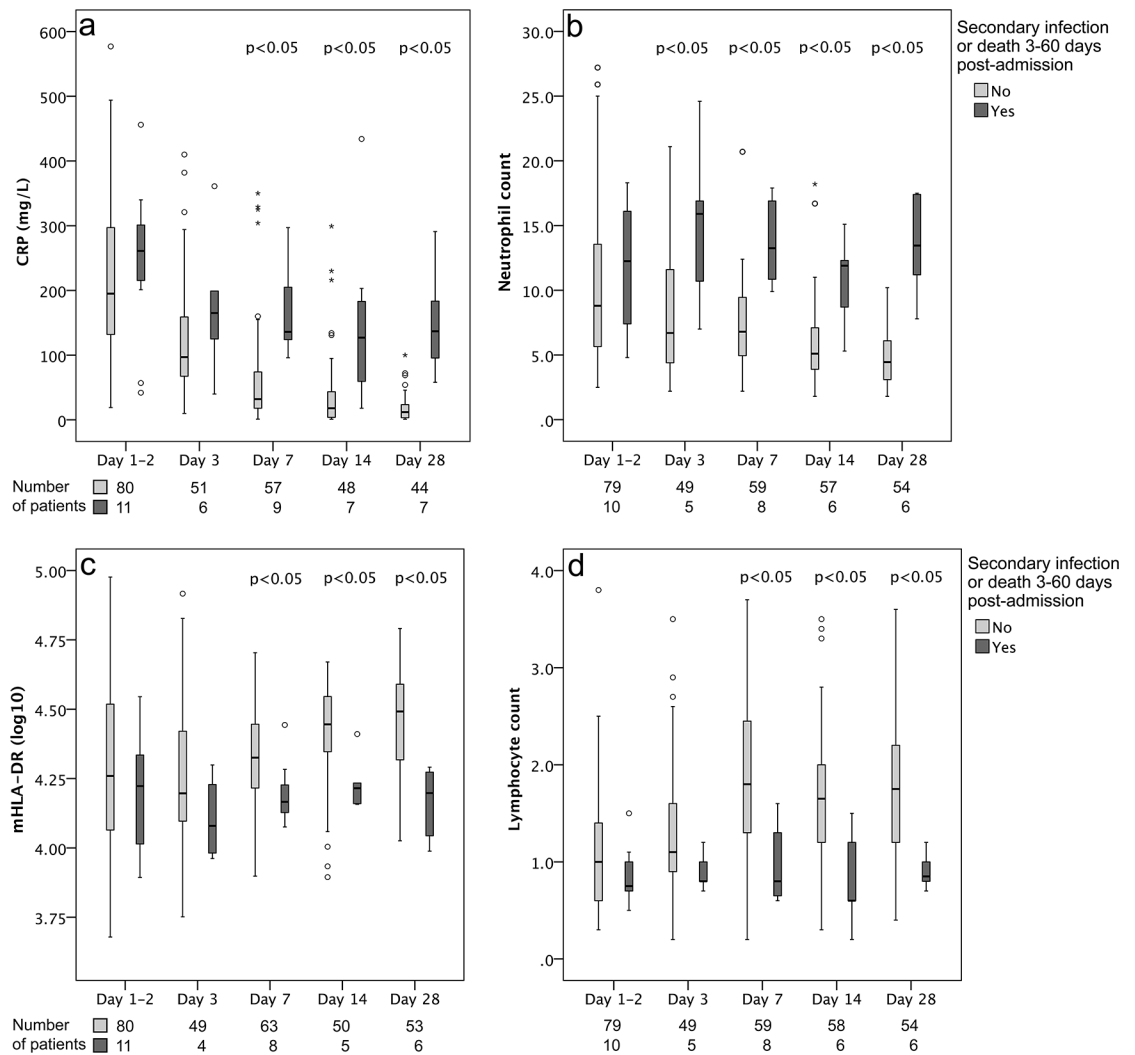 a
600
500
400
300
200
100
0
CRP (mg/L)
p<0.05 p<0.05 p<0.05
Day 1–2 Day 3 Day 7 Day 14 Day 28
Number 80 51 57 48 44
of patients 11 6 9 7 7
b
30.0
25.0
20.0
15.0
10.0
5.0
.0
Neutrophil count
p<0.05 p<0.05 p<0.05 p<0.05
Day 1–2 Day 3 Day 7 Day 14 Day 28
79 49 59 57 54
10 5 8 6 6
Secondary infection
or death 3-60 days
post-admission
No
Yes
c
5.00
4.75
4.50
4.25
4.00
3.75
mHLA–DR (log10)
p<0.05 p<0.05 p<0.05
Day 1–2 Day 3 Day 7 Day 14 Day 28
Number 80 49 63 50 53
of patients 11 4 8 5 6
d
4.0
3.0
2.0
1.0
.0
Lymphocyte count
p<0.05 p<0.05 p<0.05
Day 1–2 Day 3 Day 7 Day 14 Day 28
79 49 59 58 54
10 5 8 6 6
Secondary infection
or death 3-60 days
post-admission
No
Yes